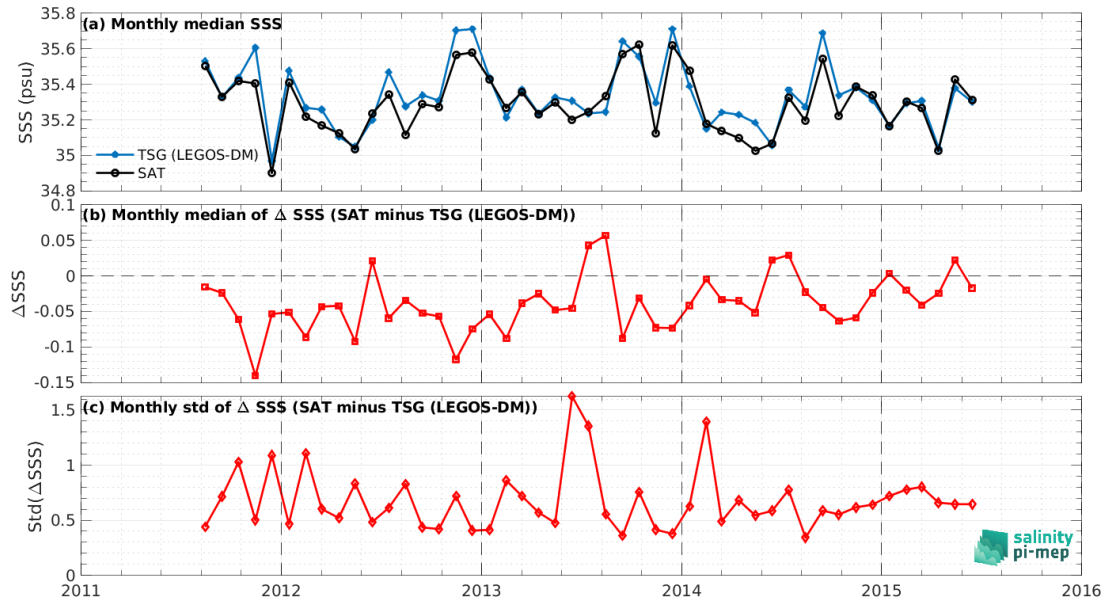 (a) Monthly median SSS
35.8
35.6
35.4
35.2
35
34.8
SSS (psu)
TSG (LEGOS-DM)
SAT
(b) Monthly median of Δ SSS (SAT minus TSG (LEGOS-DM))
0.1
0.05
0
-0.05
-0.1
-0.15
ΔSSS
(c) Monthly std of Δ SSS (SAT minus TSG (LEGOS-DM))
1.5
1
0.5
0
Std(ΔSSS)
salinity
pi-mep
2011 2012 2013 2014 2015 2016